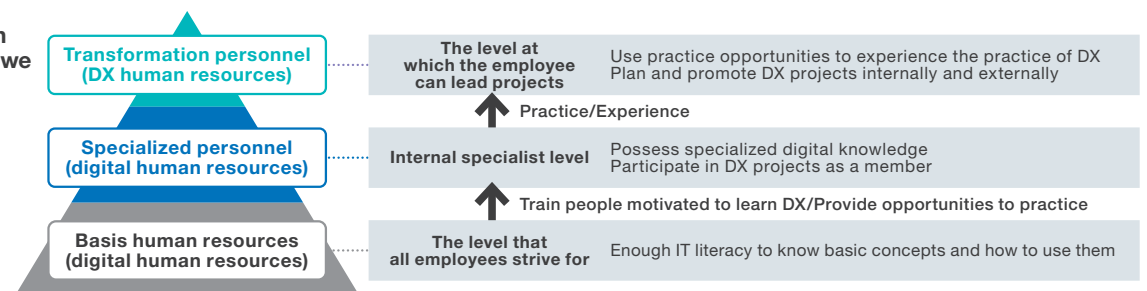 we
Transformation personnel
(DX human resources)
The level at
which the employee
can lead projects
Use practice opportunities to experience the practice of DX
Plan and promote DX projects internally and externally
Practice/Experience
Specialized personnel
(digital human resources)
Internal specialist level
Possess specialized digital knowledge
Participate in DX projects as a member
Train people motivated to learn DX/Provide opportunities to practice
Basis human resources
(digital human resources)
The level that
all employees strive for
Enough IT literacy to know basic concepts and how to use them